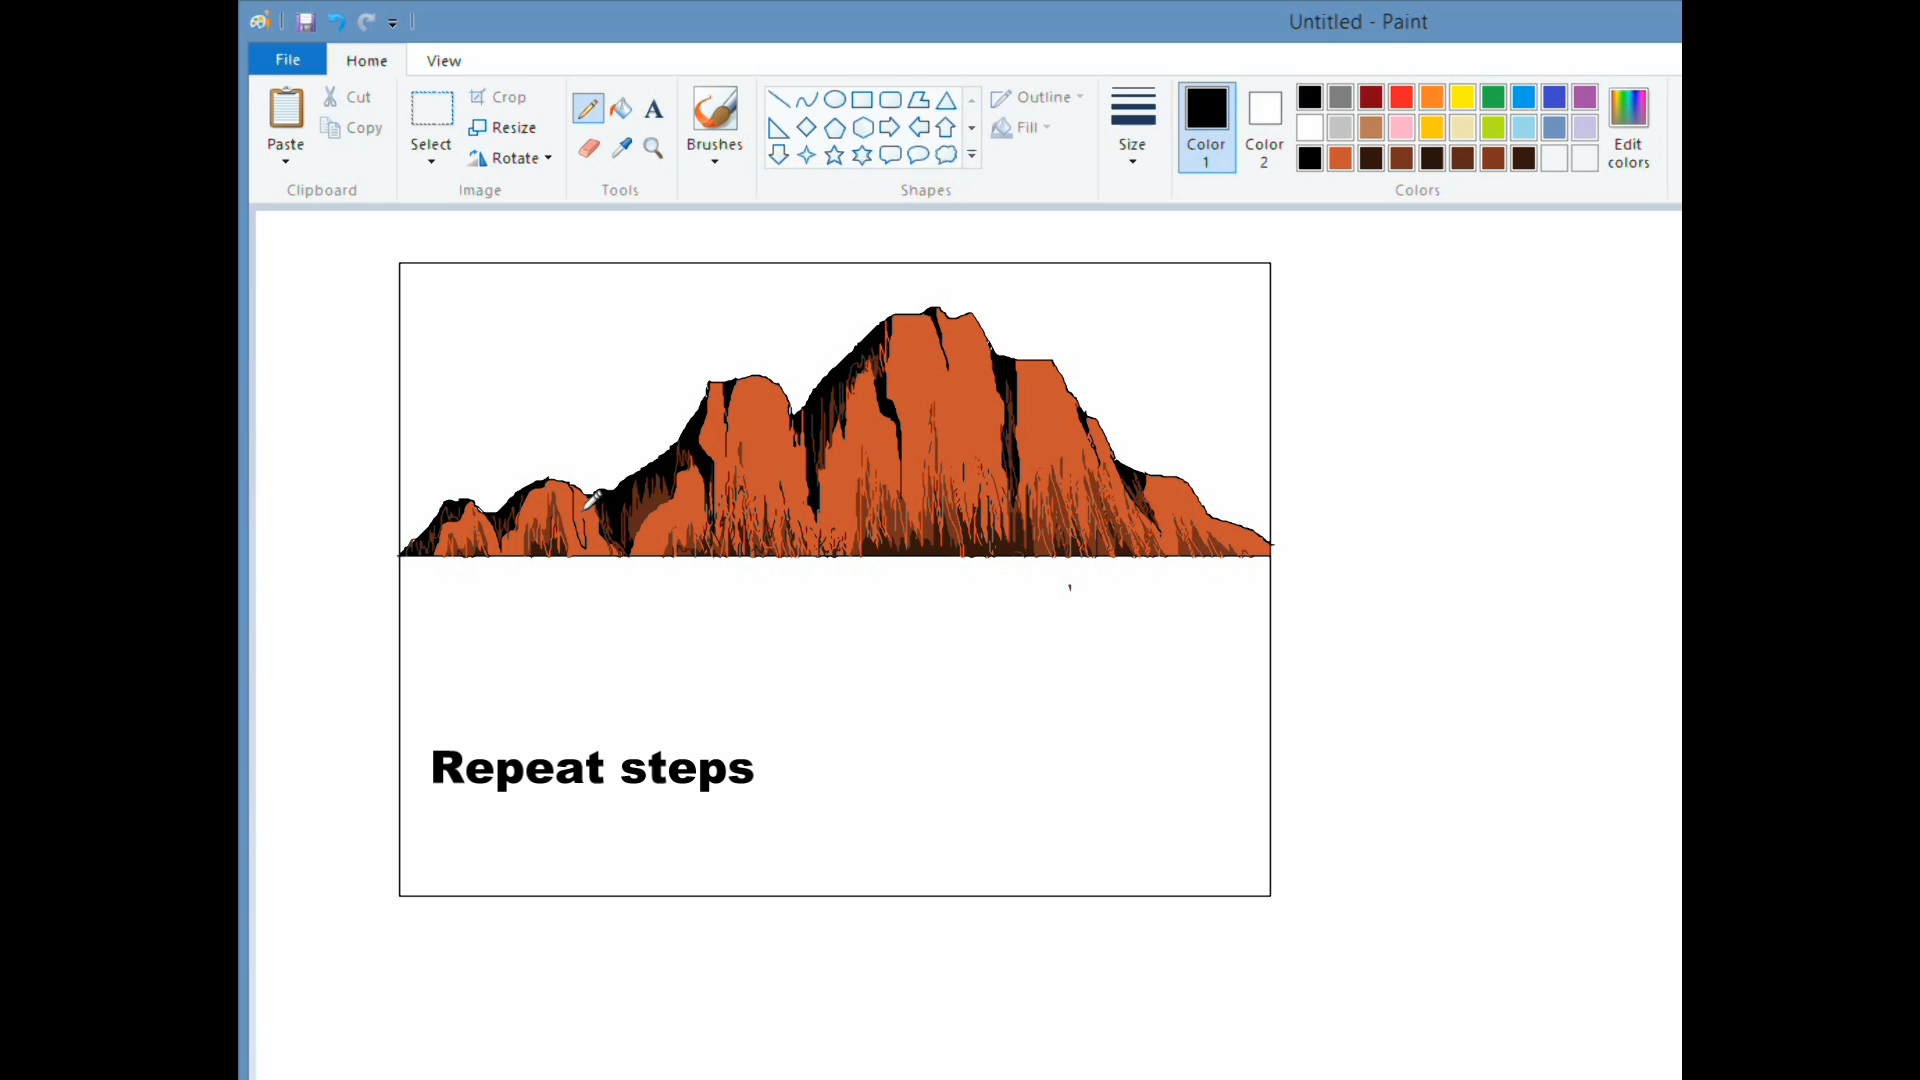 Untitled - Paint
File Home View
Paste
Cut
Copy
Clipboard
Select
Crop
Resize
Rotate
Image
Tools
Brushes
Shapes
Outline
Fill
Size
Color 1
Color 2
Edit colors
Colors
Repeat steps